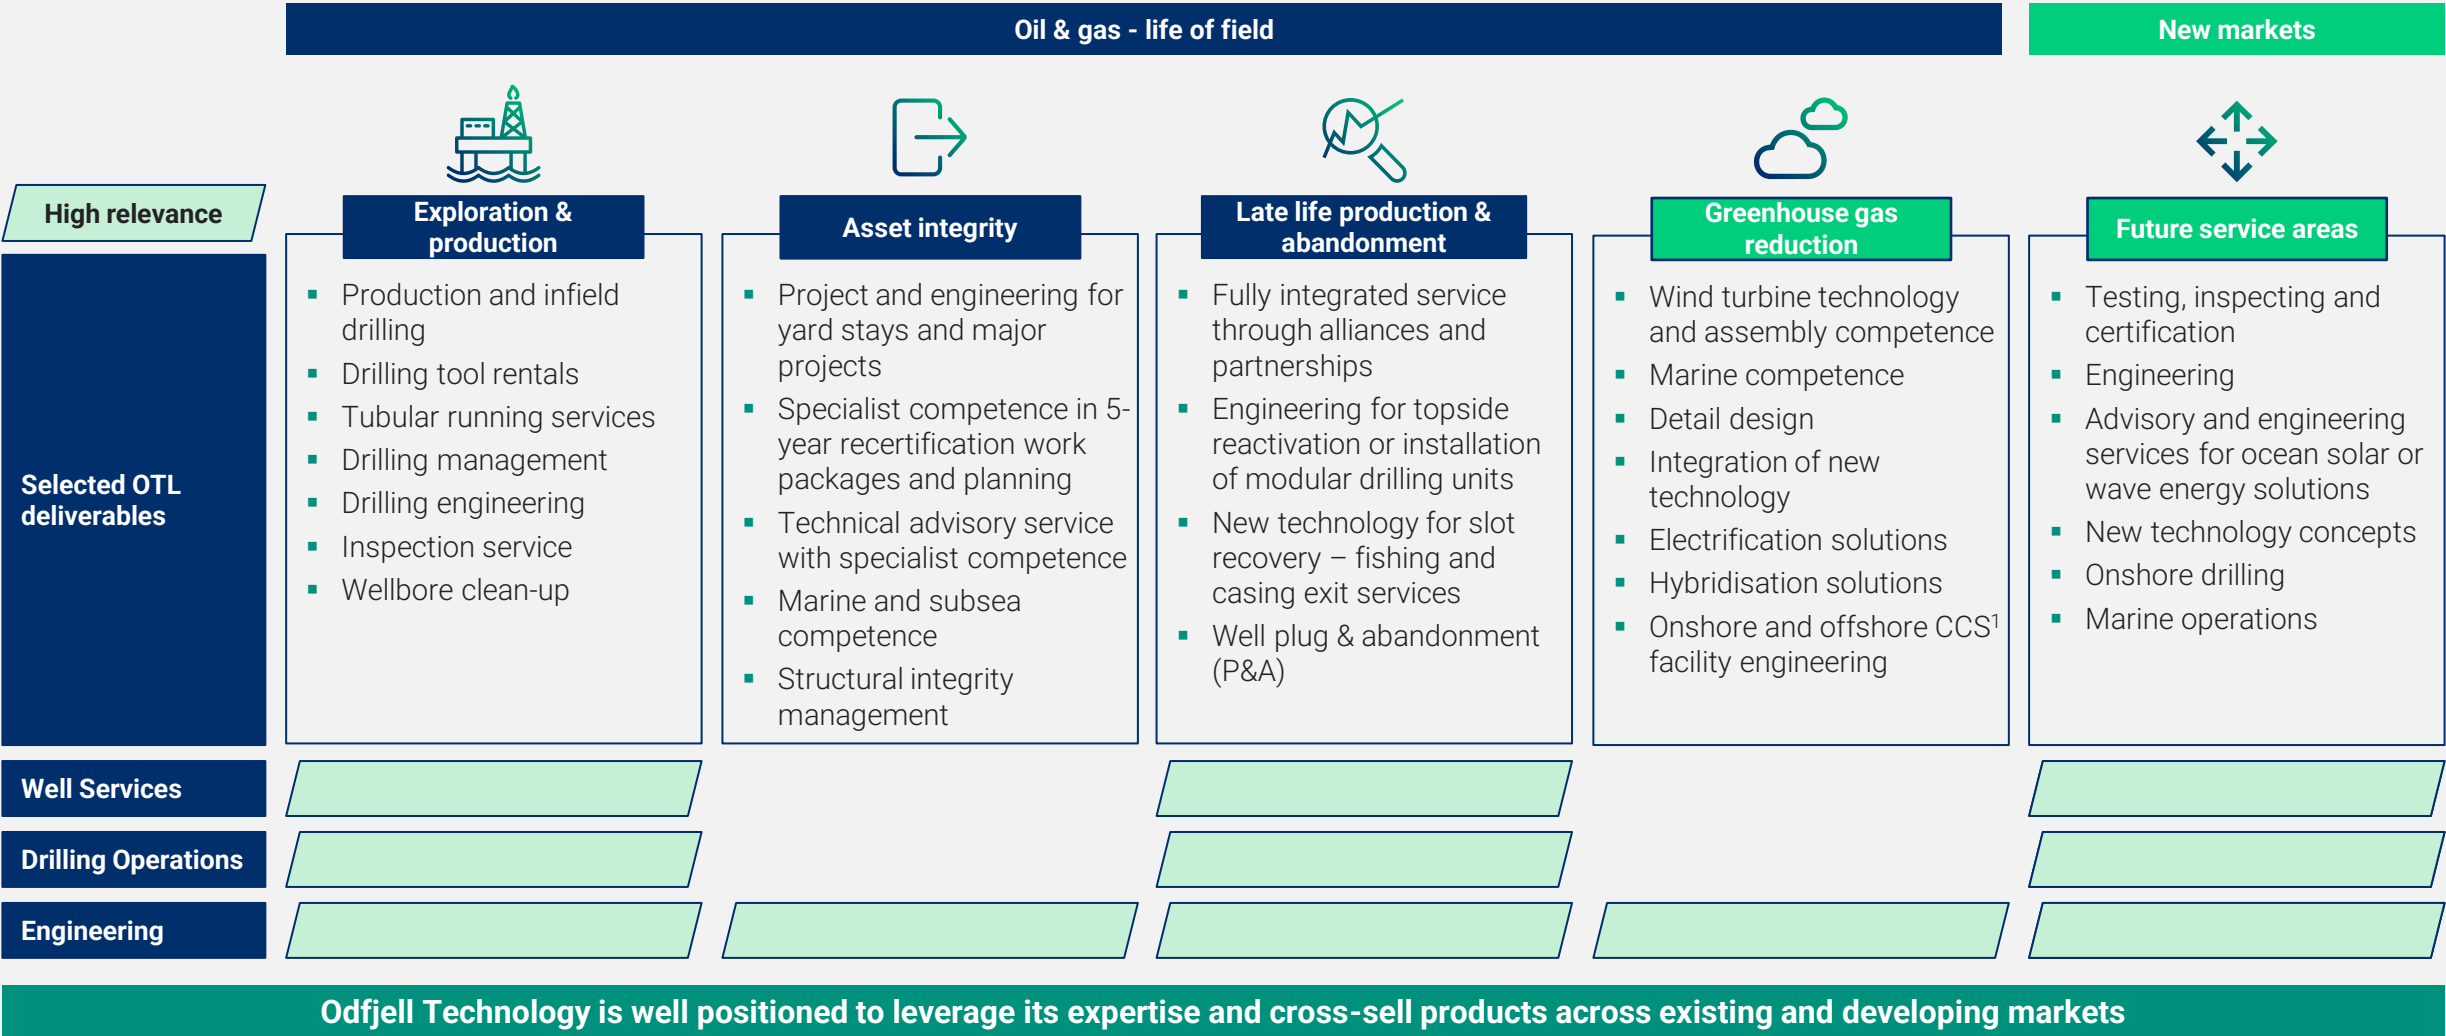 Oil & gas - life of field
New markets
High relevance
Exploration &
production
Asset integrity
Late life production &
abandonment
Greenhouse gas
reduction
Future service areas
Selected OTL
deliverables
▪ Production and infield
drilling
▪ Drilling tool rentals
▪ Tubular running services
▪ Drilling management
▪ Drilling engineering
▪ Inspection service
▪ Wellbore clean-up
▪ Project and engineering for
yard stays and major
projects
▪ Specialist competence in 5-
year recertification work
packages and planning
▪ Technical advisory service
with specialist competence
▪ Marine and subsea
competence
▪ Structural integrity
management
▪ Fully integrated service
through alliances and
partnerships
▪ Engineering for topside
reactivation or installation
of modular drilling units
▪ New technology for slot
recovery – fishing and
casing exit services
▪ Well plug & abandonment
(P&A)
▪ Wind turbine technology
and assembly competence
▪ Marine competence
▪ Detail design
▪ Integration of new
technology
▪ Electrification solutions
▪ Hybridisation solutions
▪ Onshore and offshore CCS¹
facility engineering
▪ Testing, inspecting and
certification
▪ Engineering
▪ Advisory and engineering
services for ocean solar or
wave energy solutions
▪ New technology concepts
▪ Onshore drilling
▪ Marine operations
Well Services
Drilling Operations
Engineering
Odfjell Technology is well positioned to leverage its expertise and cross-sell products across existing and developing markets